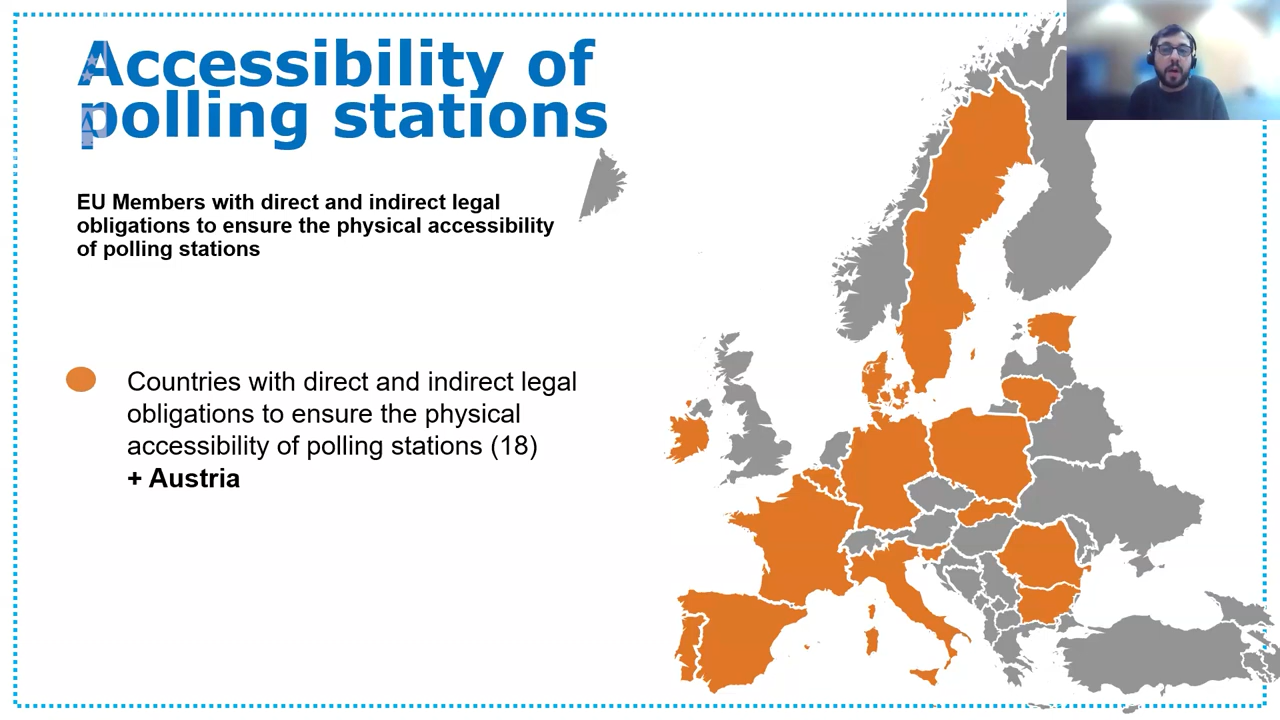 Accessibility of
polling stations
EU Members with direct and indirect legal
obligations to ensure the physical accessibility
of polling stations
Countries with direct and indirect legal
obligations to ensure the physical
accessibility of polling stations (18)
+ Austria